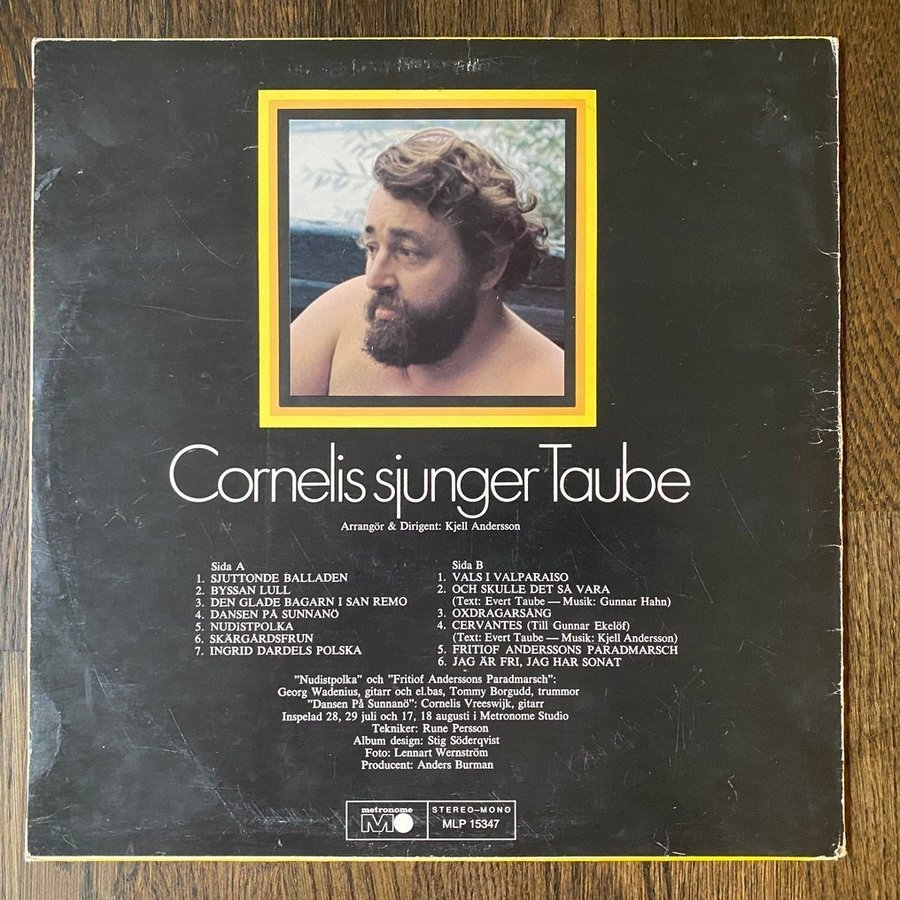 Cornelis sjunger Taube
Arrangör & Dirigent: Kjell Andersson
Sida A
1. SJUTTONDE BALLADEN
2. BYSSAN LULL
3. DEN GLADE BAGARN I SAN REMO
4. DANSEN PÅ SUNNANÖ
5. NUDISTPOLKA
6. SKÄRGÅRDSFRUN
7. INGRID DARDELS POLSKA
Sida B
1. VALS I VALPARAISO
2. OCH SKULLE DET SÅ VARA
(Text: Evert Taube — Musik: Gunnar Hahn)
3. OXDRAGARSÅNG
4. CERVANTES (Till Gunnar Ekelöf)
(Text: Evert Taube — Musik: Kjell Andersson)
5. FRITIOF ANDERSSONS PARADMARSCH
6. JAG ÄR FRI, JAG HAR SONAT
"Nudistpolka" och "Fritiof Anderssons Paradmarsch":
Georg Wadenius, gitarr och el.bas, Tommy Borgudd, trummor
"Dansen På Sunnanö": Cornelis Vreeswijk, gitarr
Inspelad 28, 29 juli och 17, 18 augusti i Metronome Studio
Tekniker: Rune Persson
Album design: Stig Söderqvist
Foto: Lennart Wernström
Producent: Anders Burman
metronome
STEREO-MONO
MLP 15347